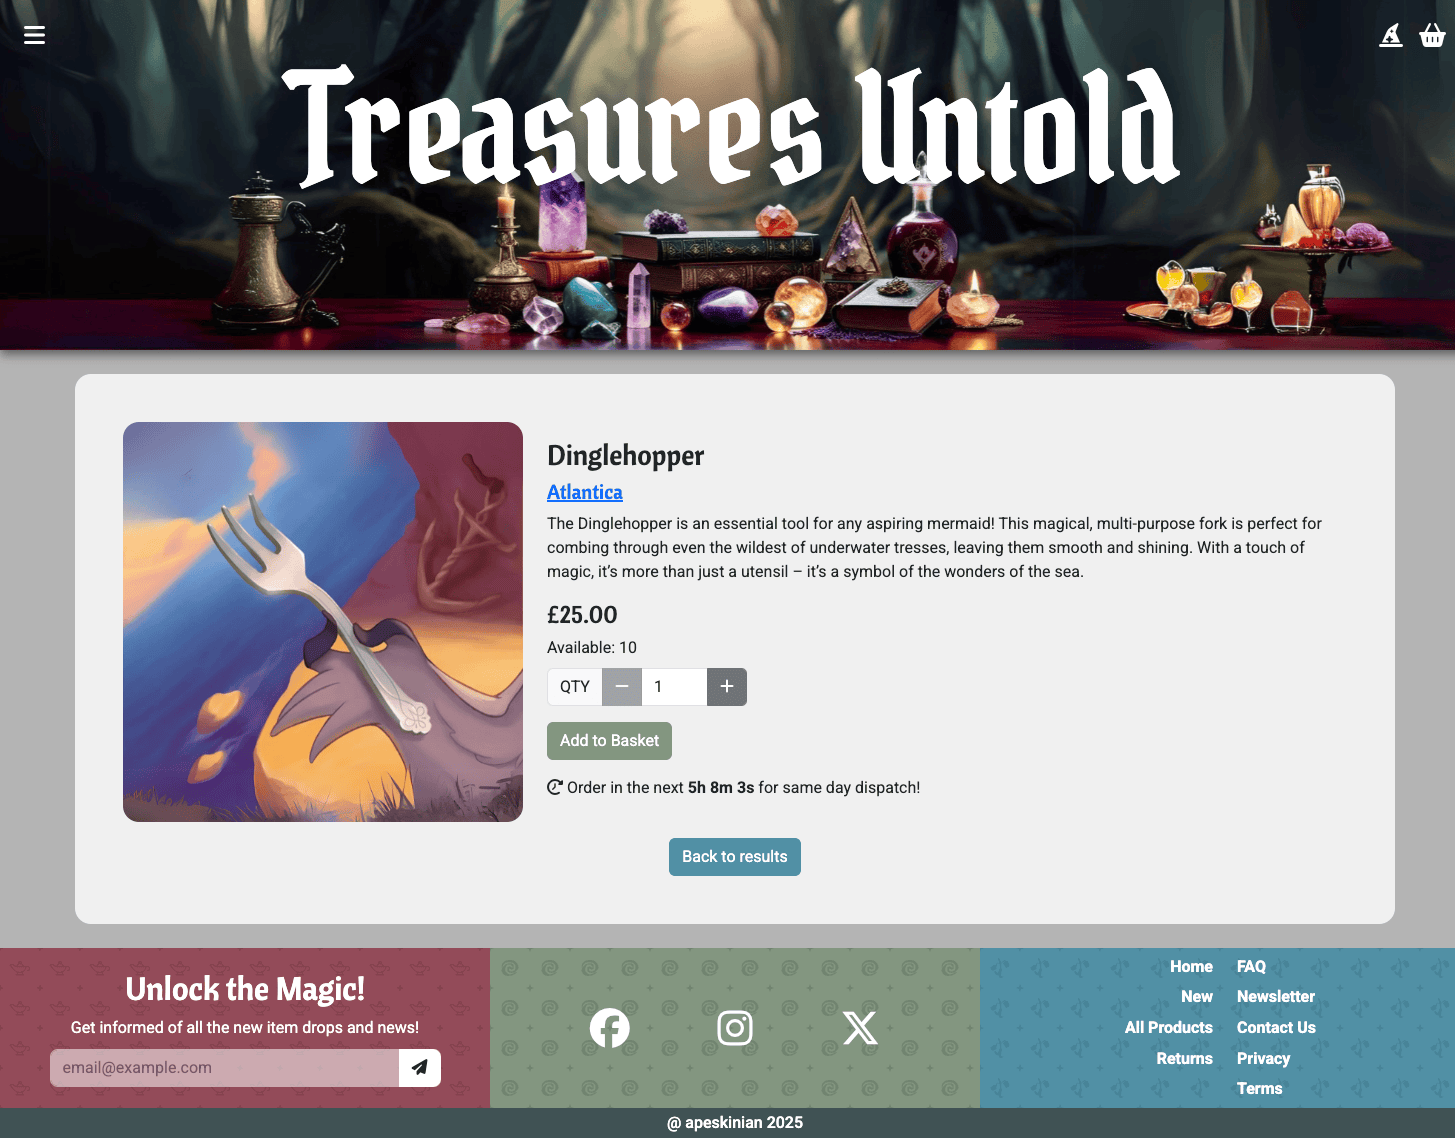 Treasures Untold
Dinglehopper
Atlantica
The Dinglehopper is an essential tool for any aspiring mermaid! This magical, multi-purpose fork is perfect for
combing through even the wildest of underwater tresses, leaving them smooth and shining. With a touch of
magic, it’s more than just a utensil – it’s a symbol of the wonders of the sea.
£25.00
Available: 10
QTY 1
Add to Basket
Order in the next 5h 8m 3s for same day dispatch!
Back to results
Unlock the Magic!
Get informed of all the new item drops and news!
email@example.com
Home
New
All Products
Returns
FAQ
Newsletter
Contact Us
Privacy
Terms
@ apeskinian 2025